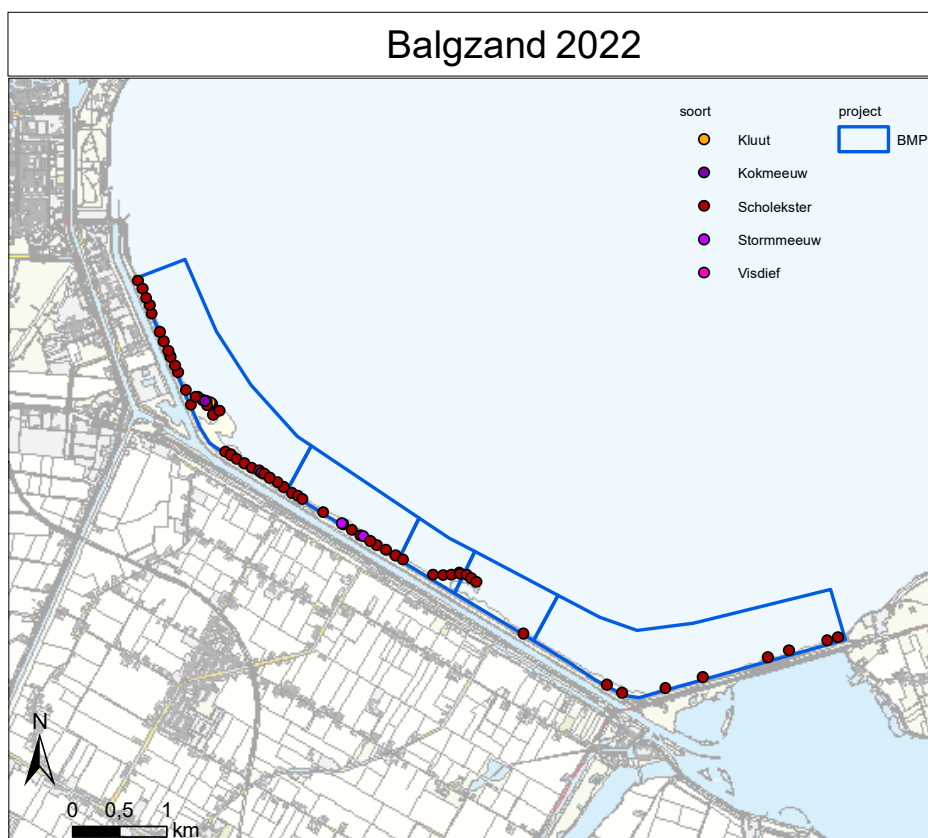 Balgzand 2022
soort
project
Kluut
BMP
Kokmeeuw
Scholekster
Stormmeeuw
Visdief
N
0 0,5 1
km